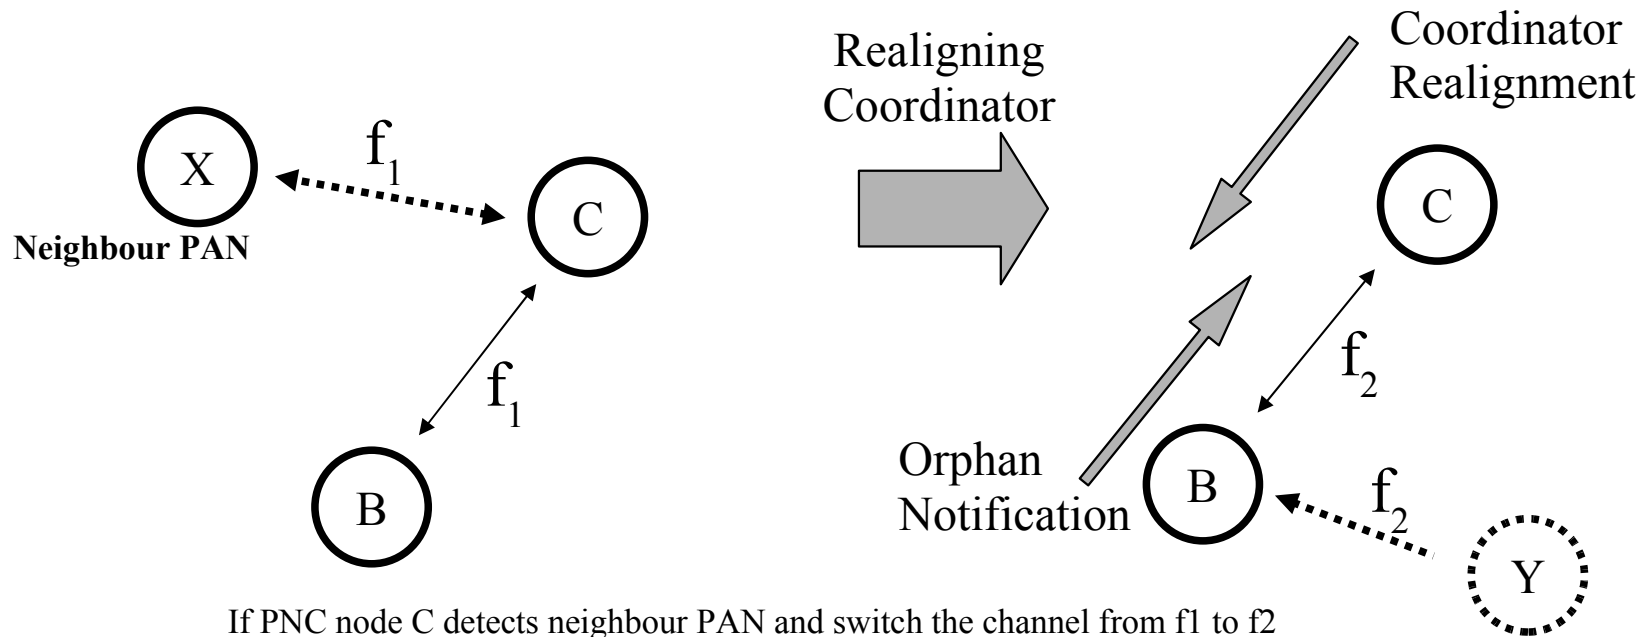 X
Neighbour PAN
f1
C
f1
B
Realigning
Coordinator
Coordinator
Realignment
C
f2
Orphan
Notification
B
f2
Y
If PNC node C detects neighbour PAN and switch the channel from f1 to f2